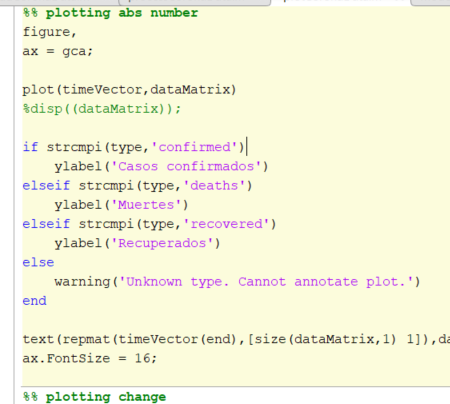 %% plotting abs number
figure,
ax = gca;
plot(timeVector,dataMatrix)
%disp((dataMatrix));
if strcmpi(type,'confirmed')
ylabel('Casos confirmados')
elseif strcmpi(type,'deaths')
ylabel('Muertes')
elseif strcmpi(type,'recovered')
ylabel('Recuperados')
else
warning('Unknown type. Cannot annotate plot.')
end
text(repmat(timeVector(end),[size(dataMatrix,1) 1]),da
ax.FontSize = 16;
%% plotting change